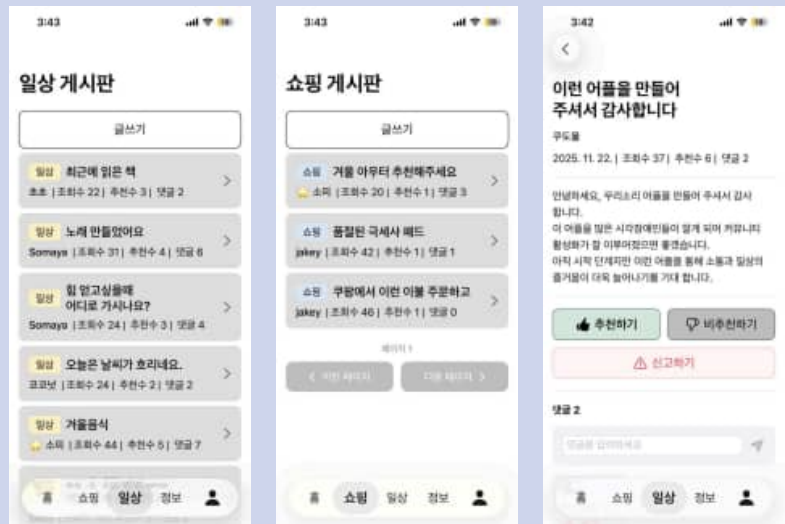 3:43
일상 게시판
글쓰기
일상 최근에 읽은 책
초초 | 조회수 22 | 추천수 3 | 댓글 2
일상 노래 만들었어요
Somaya | 조회수 31 | 추천수 4 | 댓글 6
일상 힘 얻고싶을때
어디로 가시나요?
Somaya | 조회수 24 | 추천수 3 | 댓글 4
일상 오늘은 날씨가 흐리네요.
코코넛 | 조회수 24 | 추천수 2 | 댓글 2
일상 겨울음식
소피 | 조회수 44 | 추천수 5 | 댓글 7
홈 쇼핑 일상 정보
3:43
쇼핑 게시판
글쓰기
쇼핑 겨울 아우터 추천해주세요
소피 | 조회수 20 | 추천수 1 | 댓글 3
쇼핑 품절된 극세사 패드
jakey | 조회수 42 | 추천수 1 | 댓글 1
쇼핑 쿠팡에서 이런 이불 주문하고
jakey | 조회수 46 | 추천수 1 | 댓글 0
페이지 1
이전 페이지
다음 페이지
홈 쇼핑 일상 정보
3:42
이런 어플을 만들어
주셔서 감사합니다
2025. 11. 22. | 조회수 37 | 추천수 6 | 댓글 2
안녕하세요, 우리소리 어플을 만들어 주셔서 감사
합니다.
이 어플을 많은 시각장애인들이 알게 되어 커뮤니티
활성화가 잘 이루어졌으면 좋겠습니다.
아직 시작 단계지만 이런 어플을 통해 소통과 일상의
즐거움이 더욱 늘어나기를 기대 합니다.
추천하기
비추천하기
신고하기
댓글 2
댓글을 입력하세요
홈 쇼핑 일상 정보